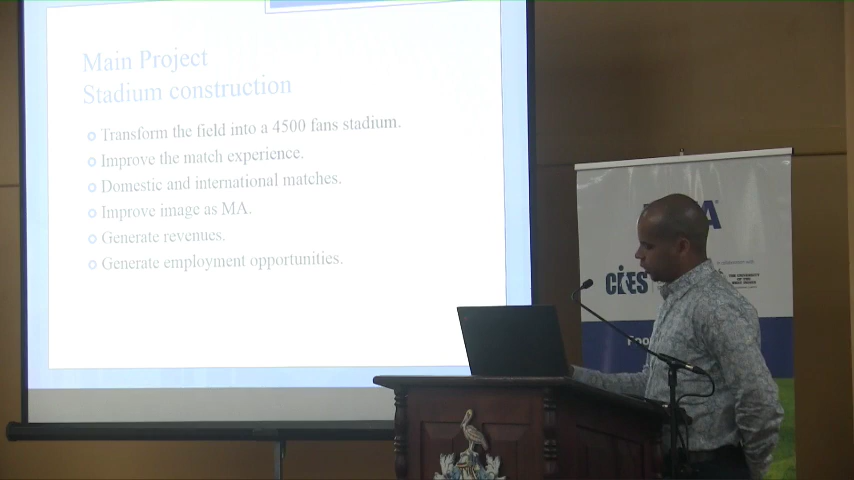 Main Project
Stadium construction
Transform the field into a 4500 fans stadium.
Improve the match experience.
Domestic and international matches.
Improve image as MA.
Generate revenues.
Generate employment opportunities.
A
CIES
Foo